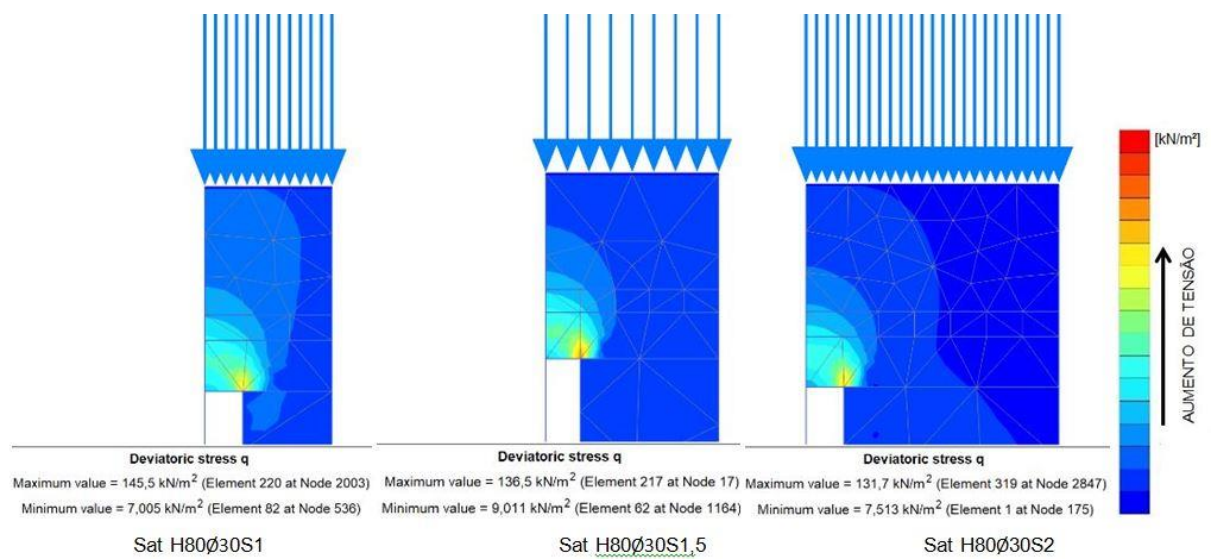 [kN/m²]
AUMENTO DE TENSÃO
Deviatoric stress q
Maximum value = 145,5 kN/m² (Element 220 at Node 2003)
Minimum value = 7,005 kN/m² (Element 82 at Node 536)
Sat H80Ø30S1
Deviatoric stress q
Maximum value = 136,5 kN/m² (Element 217 at Node 17)
Minimum value = 9,011 kN/m² (Element 62 at Node 1164)
Sat H80Ø30S1,5
Deviatoric stress q
Maximum value = 131,7 kN/m² (Element 319 at Node 2847)
Minimum value = 7,513 kN/m² (Element 1 at Node 175)
Sat H80Ø30S2